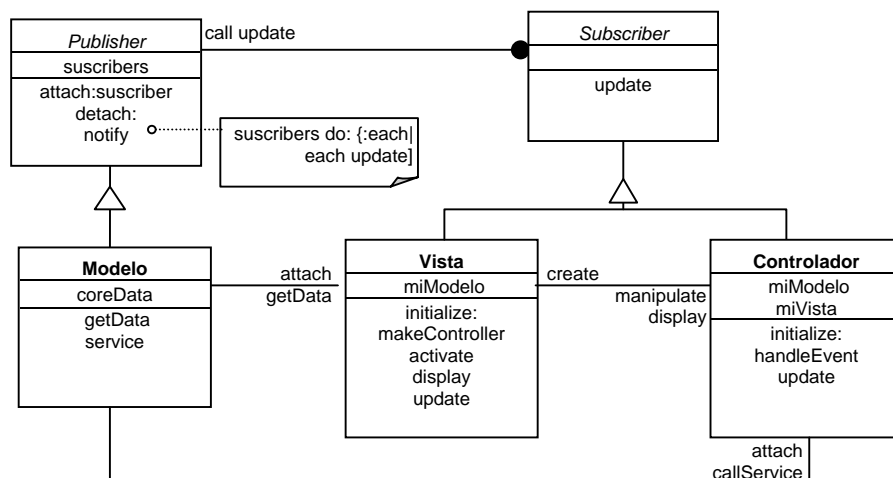 Publisher
suscribers
attach:suscriber
detach:
notify
call update
Subscriber
update
suscribers do: {:each|
each update]
Modelo
coreData
getData
service
attach
getData
Vista
miModelo
initialize:
makeController
activate
display
update
create
manipulate
display
Controlador
miModelo
miVista
initialize:
handleEvent
update
attach
callService